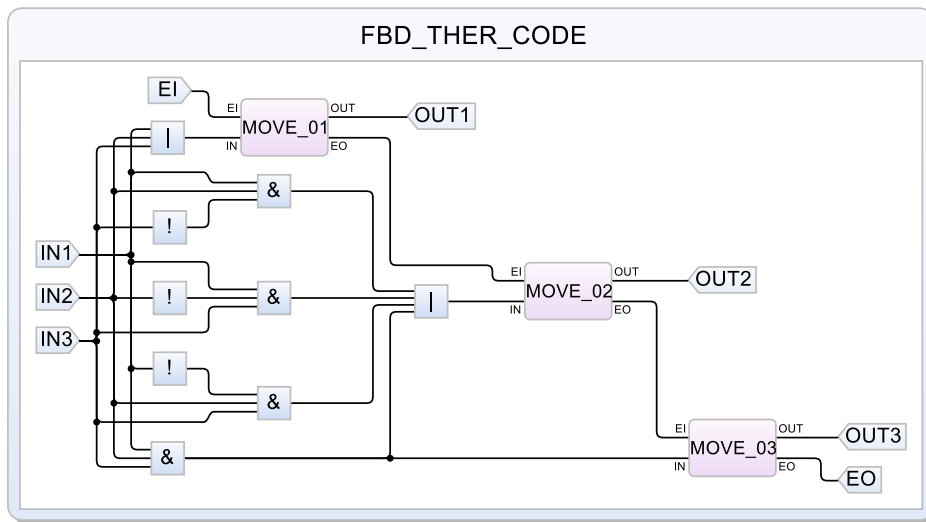 FBD_THER_CODE
EI
EI
OUT
OUT1
MOVE_01
|
IN
EO
&
!
IN1
EI
OUT
OUT2
IN2
!
&
|
MOVE_02
IN
EO
IN3
!
&
EI
OUT
OUT3
MOVE_03
&
IN
EO
EO